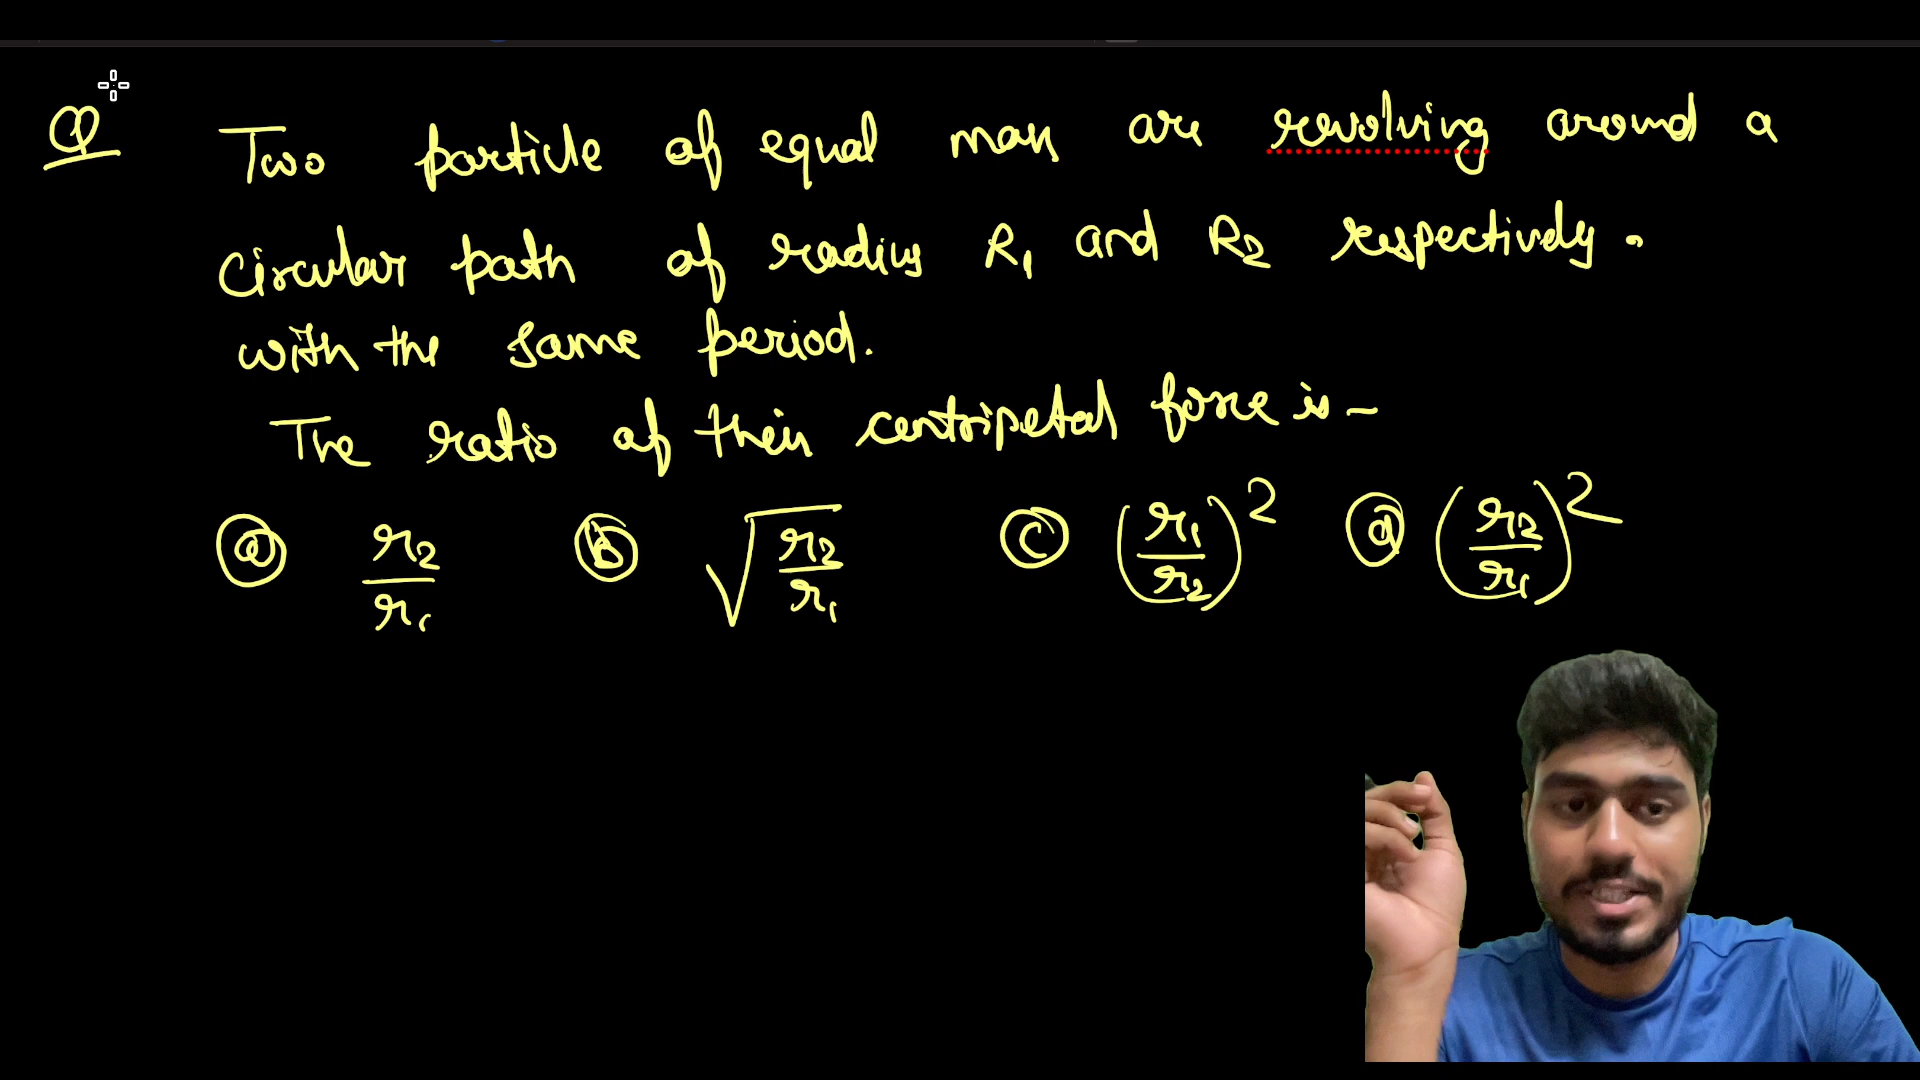 Q Two particle of equal mass are revolving around a
circular path of radius R₁ and R₂ respectively.
with the same period.
The ratio of their centripetal force is -
ⓐ r₂/r₁ ⓑ √(r₂/r₁) ⓒ (r₁/r₂)² ⓓ (r₂/r₁)²